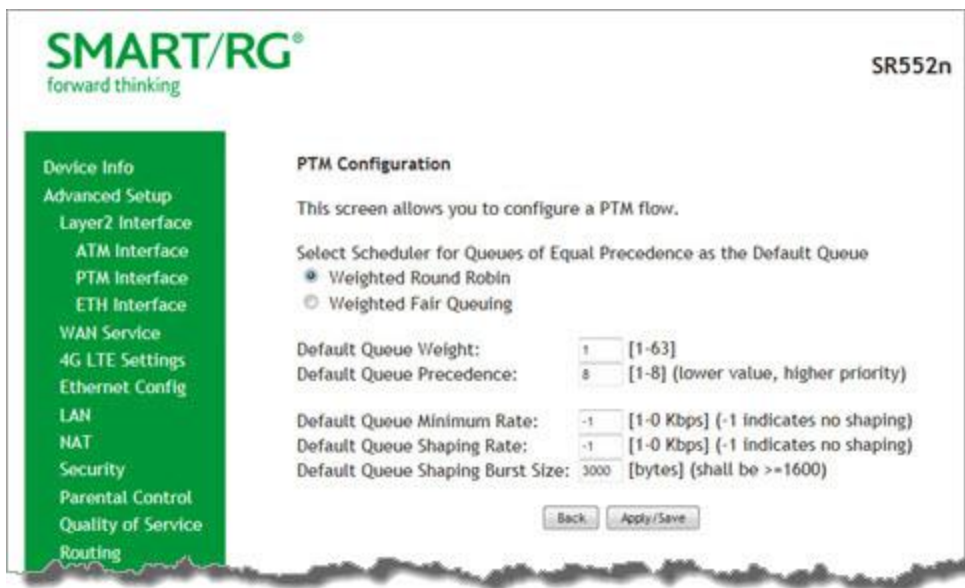 SMART/RG®
forward thinking
SR552n
Device Info
Advanced Setup
Layer2 Interface
ATM Interface
PTM Interface
ETH Interface
WAN Service
4G LTE Settings
Ethernet Config
LAN
NAT
Security
Parental Control
Quality of Service
Routing
PTM Configuration
This screen allows you to configure a PTM flow.
Select Scheduler for Queues of Equal Precedence as the Default Queue
Weighted Round Robin
Weighted Fair Queuing
Default Queue Weight: 1 [1-63]
Default Queue Precedence: 8 [1-8] (lower value, higher priority)
Default Queue Minimum Rate: -1 [1-0 Kbps] (-1 indicates no shaping)
Default Queue Shaping Rate: -1 [1-0 Kbps] (-1 indicates no shaping)
Default Queue Shaping Burst Size: 3000 [bytes] (shall be >=1600)
Back Apply/Save